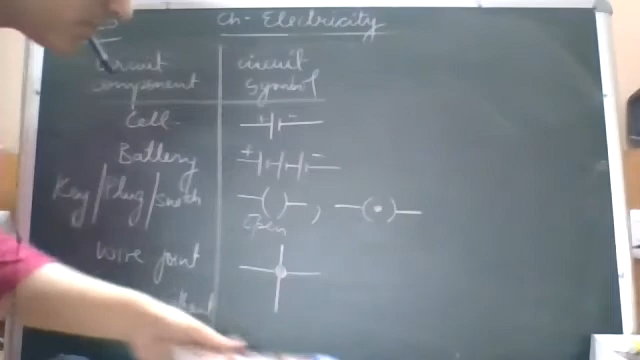 Ch- Electricity
circuit component
circuit symbol
Cell
+ -
Battery
+ -
Key/Plug/switch
open
wire joint